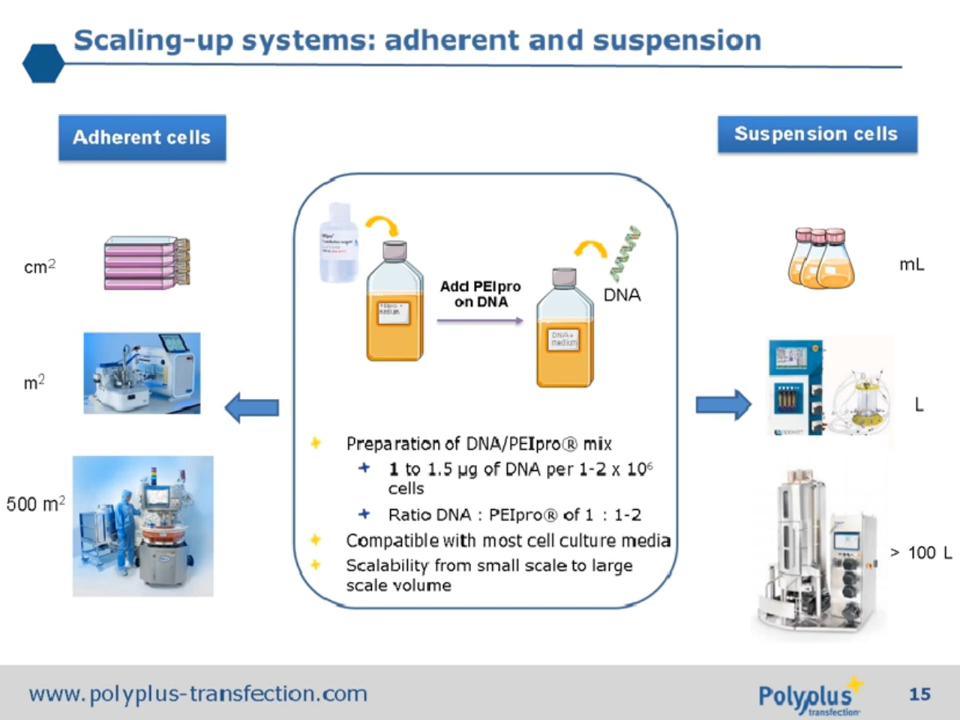 Scaling-up systems: adherent and suspension
Adherent cells
Suspension cells
cm²
m²
500 m²
Add PEIpro
on DNA
DNA
DNA+
medium
Preparation of DNA/PEIpro® mix
1 to 1.5 µg of DNA per 1-2 x 10⁶
cells
Ratio DNA : PEIpro® of 1 : 1-2
Compatible with most cell culture media
Scalability from small scale to large
scale volume
mL
L
> 100 L
www.polyplus-transfection.com
Polyplus
transfection
15